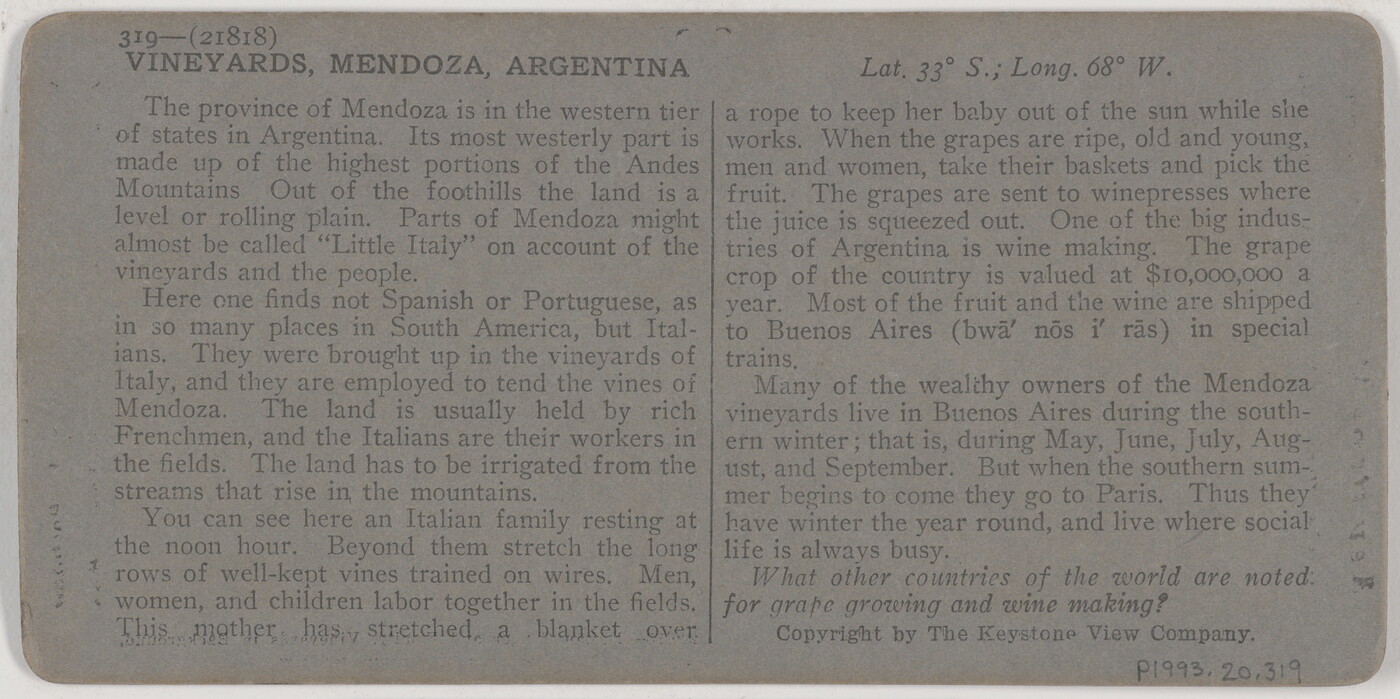 319—(21818)
VINEYARDS, MENDOZA, ARGENTINA
Lat. 33° S.; Long. 68° W.
The province of Mendoza is in the western tier
of states in Argentina. Its most westerly part is
made up of the highest portions of the Andes
Mountains Out of the foothills the land is a
level or rolling plain. Parts of Mendoza might
almost be called “Little Italy” on account of the
vineyards and the people.
Here one finds not Spanish or Portuguese, as
in so many places in South America, but Ital-
ians. They were brought up in the vineyards of
Italy, and they are employed to tend the vines of
Mendoza. The land is usually held by rich
Frenchmen, and the Italians are their workers in
the fields. The land has to be irrigated from the
streams that rise in the mountains.
You can see here an Italian family resting at
the noon hour. Beyond them stretch the long
rows of well-kept vines trained on wires. Men,
women, and children labor together in the fields.
This mother has stretched a blanket over
a rope to keep her baby out of the sun while she
works. When the grapes are ripe, old and young,
men and women, take their baskets and pick the
fruit. The grapes are sent to winepresses where
the juice is squeezed out. One of the big indus-
tries of Argentina is wine making. The grape
crop of the country is valued at $10,000,000 a
year. Most of the fruit and the wine are shipped
to Buenos Aires (bwā′ nōs ī′ rās) in special
trains.
Many of the wealthy owners of the Mendoza
vineyards live in Buenos Aires during the south-
ern winter; that is, during May, June, July, Aug-
ust, and September. But when the southern sum-
mer begins to come they go to Paris. Thus they
have winter the year round, and live where social
life is always busy.
What other countries of the world are noted
for grape growing and wine making?
Copyright by The Keystone View Company.
P1993.20.319